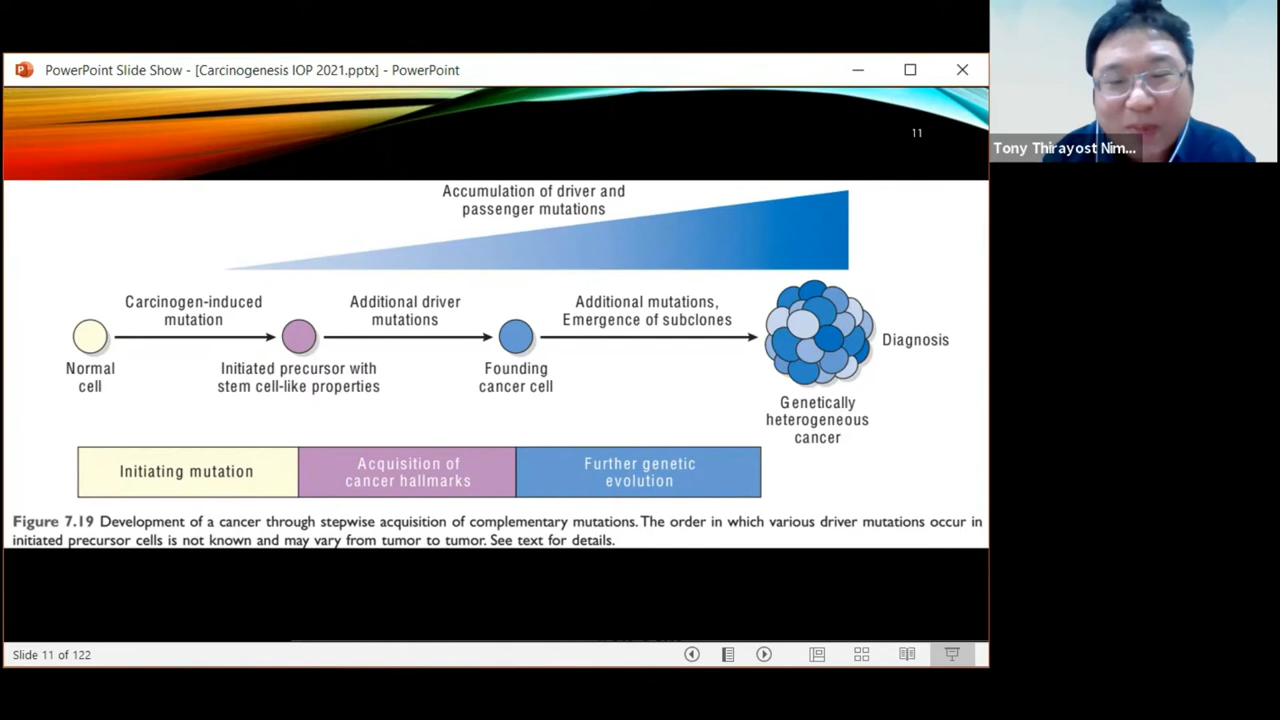 PowerPoint Slide Show - [Carcinogenesis IOP 2021.pptx] - PowerPoint
11
Tony Thirayost Nim...
Accumulation of driver and
passenger mutations
Carcinogen-induced
mutation
Additional driver
mutations
Additional mutations,
Emergence of subclones
Diagnosis
Normal
cell
Initiated precursor with
stem cell-like properties
Founding
cancer cell
Genetically
heterogeneous
cancer
Initiating mutation
Acquisition of
cancer hallmarks
Further genetic
evolution
Figure 7.19 Development of a cancer through stepwise acquisition of complementary mutations. The order in which various driver mutations occur in
initiated precursor cells is not known and may vary from tumor to tumor. See text for details.
Slide 11 of 122